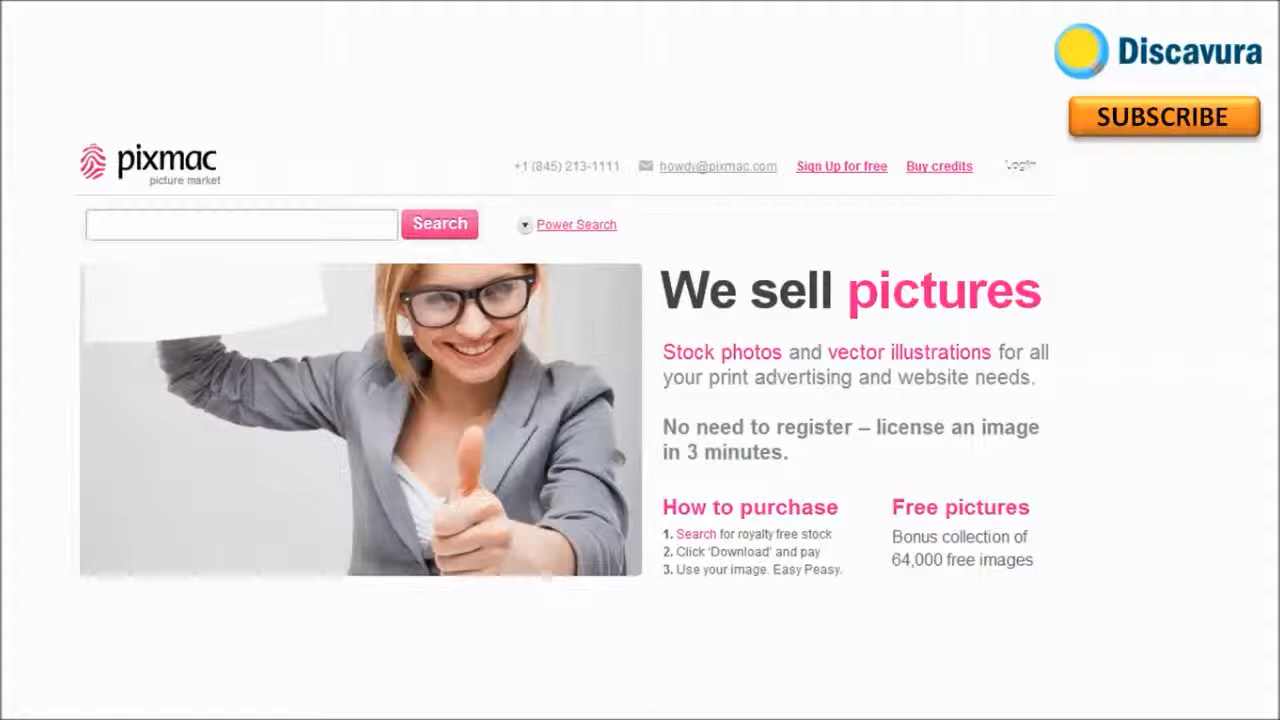 Discavura
SUBSCRIBE
pixmac
picture market
+1 (845) 213-1111
howdy@pixmac.com
Sign Up for free
Buy credits
Login
Search
Power Search
We sell pictures
Stock photos and vector illustrations for all
your print advertising and website needs.
No need to register – license an image
in 3 minutes.
How to purchase
1. Search for royalty free stock
2. Click 'Download' and pay
3. Use your image. Easy Peasy.
Free pictures
Bonus collection of
64,000 free images